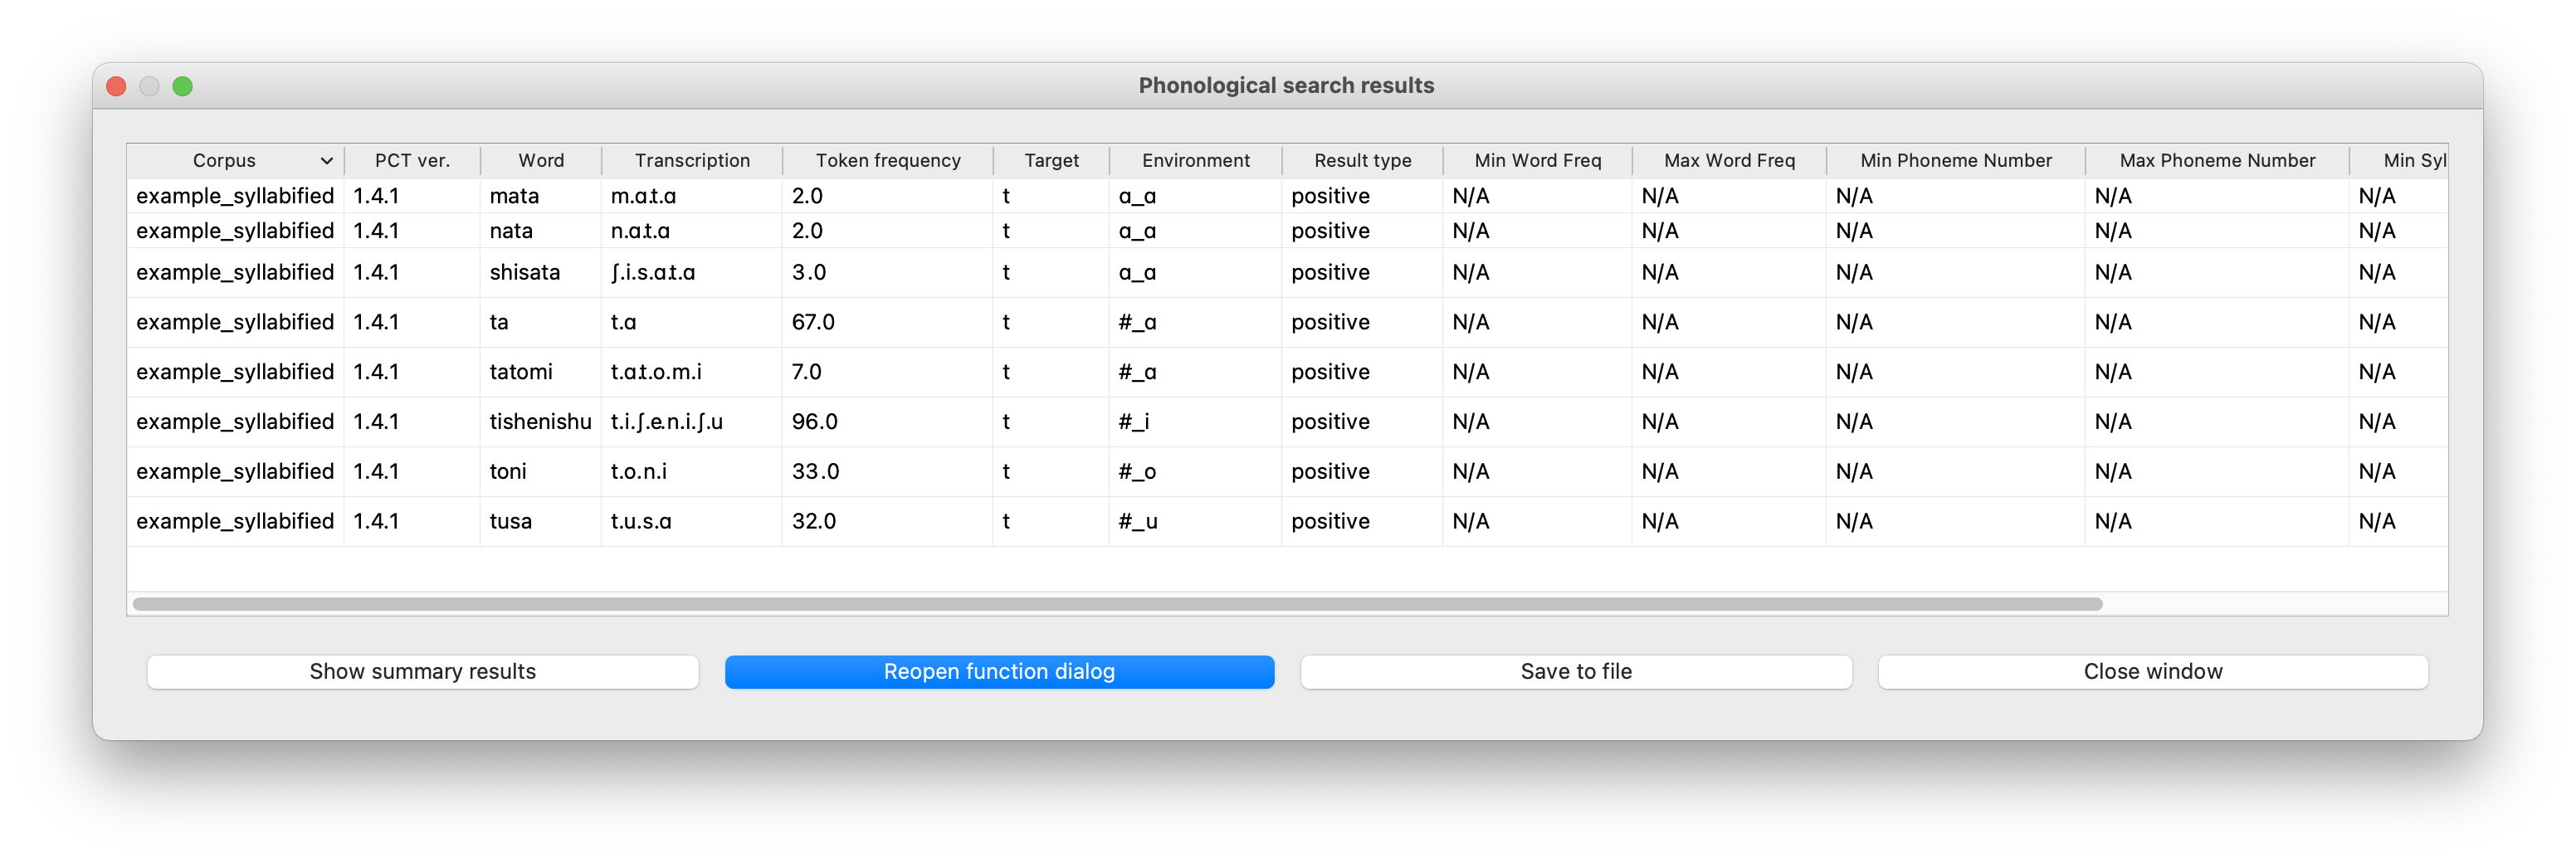 Phonological search results
Corpus PCT ver. Word Transcription Token frequency Target Environment Result type Min Word Freq Max Word Freq Min Phoneme Number Max Phoneme Number Min Syl
example_syllabified 1.4.1 mata m.ɑ.t.ɑ 2.0 t ɑ_ɑ positive N/A N/A N/A N/A N/A
example_syllabified 1.4.1 nata n.ɑ.t.ɑ 2.0 t ɑ_ɑ positive N/A N/A N/A N/A N/A
example_syllabified 1.4.1 shisata ʃ.i.s.ɑ.t.ɑ 3.0 t ɑ_ɑ positive N/A N/A N/A N/A N/A
example_syllabified 1.4.1 ta t.ɑ 67.0 t #_ɑ positive N/A N/A N/A N/A N/A
example_syllabified 1.4.1 tatomi t.ɑ.t.o.m.i 7.0 t #_ɑ positive N/A N/A N/A N/A N/A
example_syllabified 1.4.1 tishenishu t.i.ʃ.e.n.i.ʃ.u 96.0 t #_i positive N/A N/A N/A N/A N/A
example_syllabified 1.4.1 toni t.o.n.i 33.0 t #_o positive N/A N/A N/A N/A N/A
example_syllabified 1.4.1 tusa t.u.s.ɑ 32.0 t #_u positive N/A N/A N/A N/A N/A
Show summary results Reopen function dialog Save to file Close window